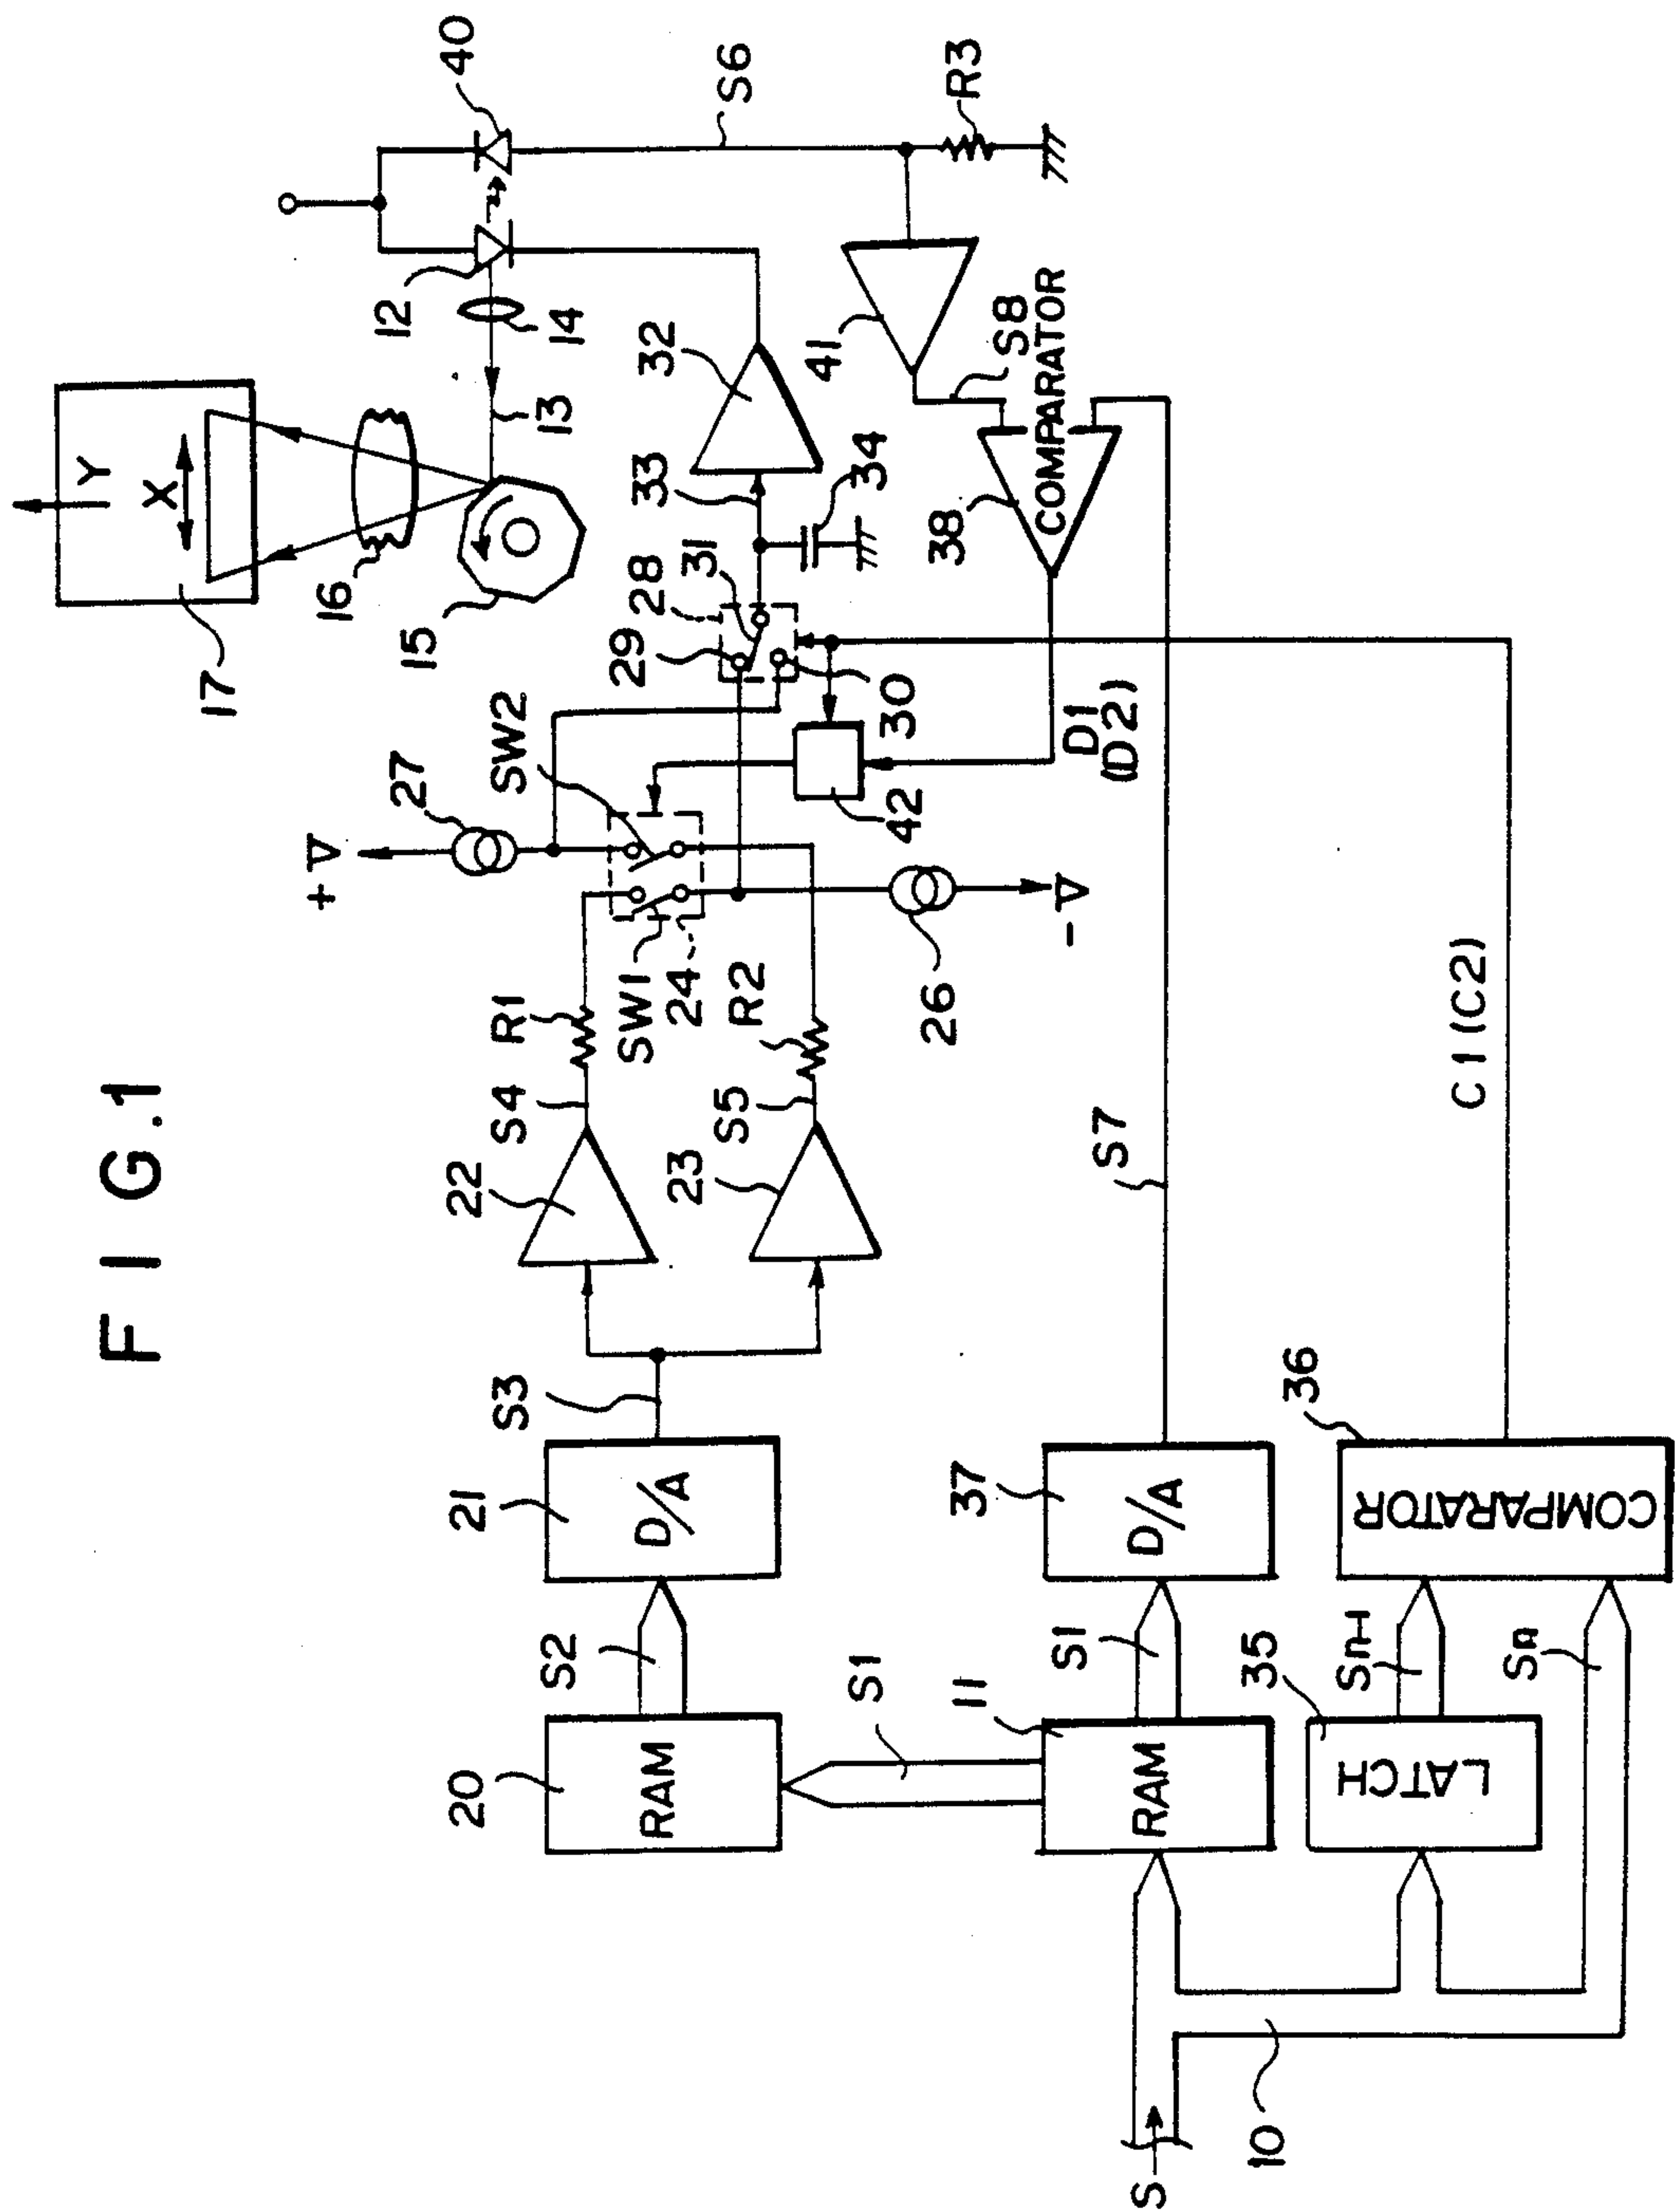 FIG.1
17
Y
X
16
15
13
14
12
40
S6
R3
+V
27
SW2
29
28
31
33
32
34
41
S8
COMPARATOR
38
30
42
D1
(D2)
SW1
24
R1
R2
26
-V
S4
S5
22
23
S3
21
D/A
S2
20
RAM
S1
11
RAM
S1
37
D/A
S7
C1(C2)
36
COMPARATOR
35
LATCH
Sn-1
Sn
10
S